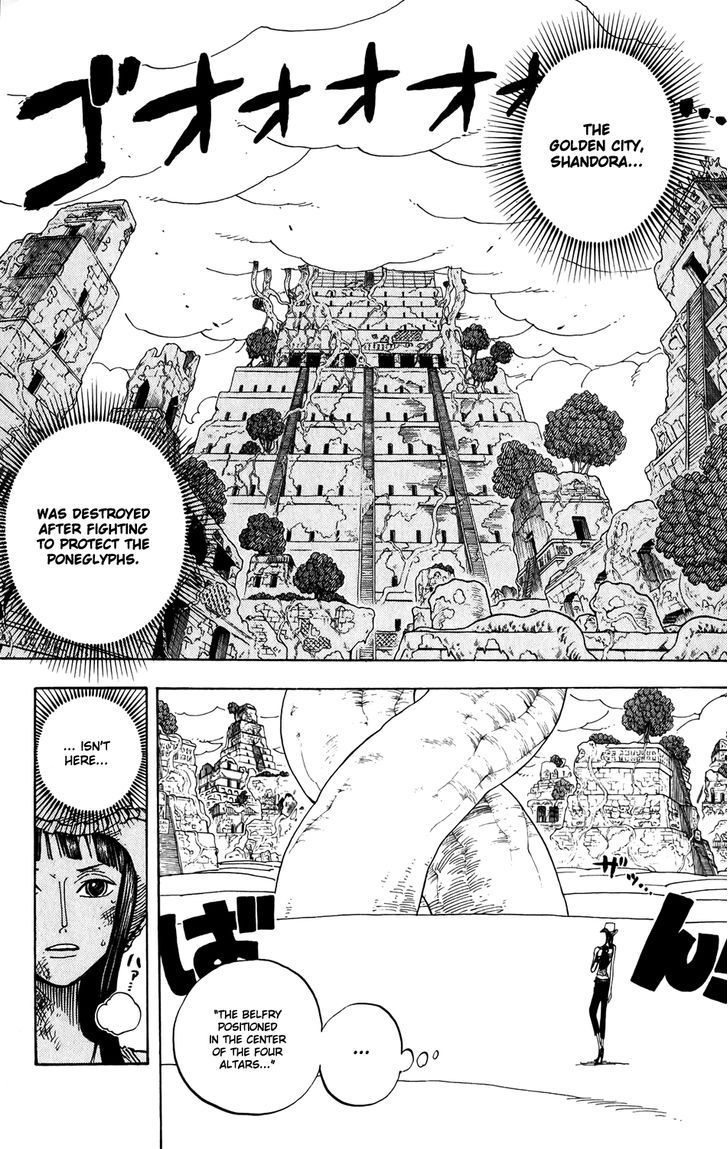 ゴオオオオオ
THE
GOLDEN CITY,
SHANDORA...
WAS DESTROYED
AFTER FIGHTING
TO PROTECT THE
PONEGLYPHS.
... ISN'T
HERE...
ハァ
ザッ...
ばん!!
"THE BELFRY
POSITIONED
IN THE CENTER
OF THE FOUR
ALTARS..."
...